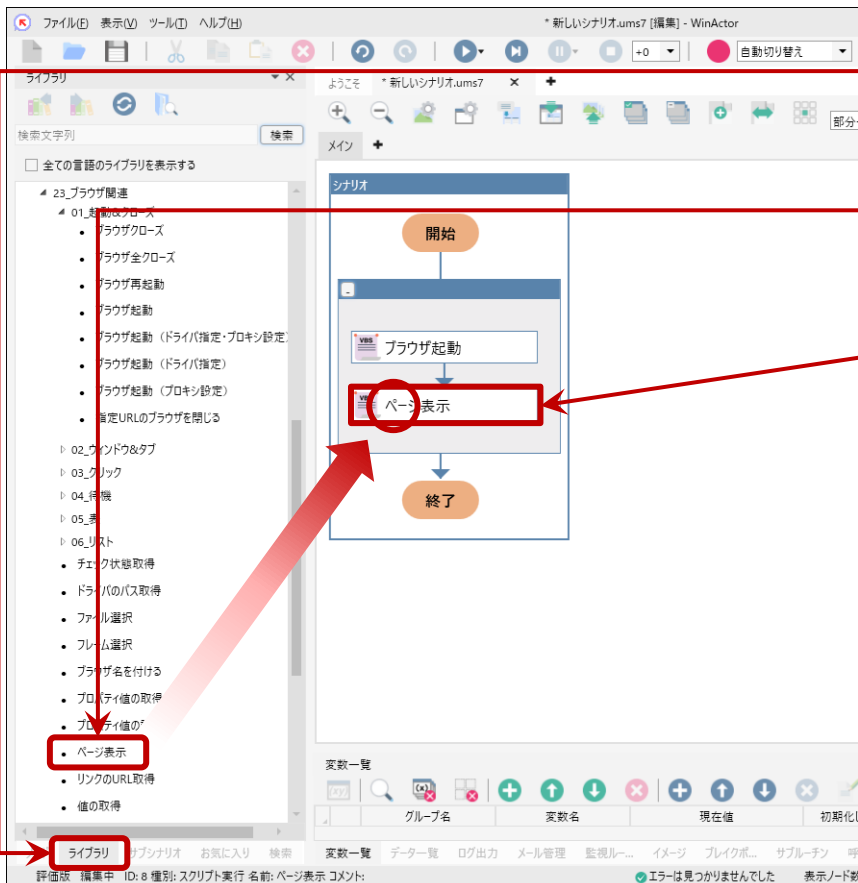 ファイル(F) 表示(V) ツール(T) ヘルプ(H)
* 新しいシナリオ.ums7 [編集] - WinActor
+0
自動切り替え
ライブラリ
ようこそ
* 新しいシナリオ.ums7
検索文字列
検索
部分
メイン
全ての言語のライブラリを表示する
23_ブラウザ関連
01_起動&クローズ
ブラウザクローズ
ブラウザ全クローズ
ブラウザ再起動
ブラウザ起動
ブラウザ起動（ドライバ指定・プロキシ設定）
ブラウザ起動（ドライバ指定）
ブラウザ起動（プロキシ設定）
指定URLのブラウザを閉じる
02_ウィンドウ&タブ
03_クリック
04_待機
05_表
06_リスト
チェック状態取得
ドライバのパス取得
ファイル選択
フレーム選択
ブラウザ名を付ける
プロパティ値の取得
プロパティ値の
ページ表示
リンクのURL取得
値の取得
シナリオ
開始
VBS
ブラウザ起動
VBS
ページ表示
終了
変数一覧
グループ名
変数名
現在値
初期化
ライブラリ
サブシナリオ
お気に入り
検索
変数一覧
データ一覧
ログ出力
メール管理
監視ルー...
イメージ
ブレイクポ...
サブルーチン
評価版 編集中 ID: 8 種別: スクリプト実行 名前: ページ表示 コメント:
エラーは見つかりませんでした
表示ノード数